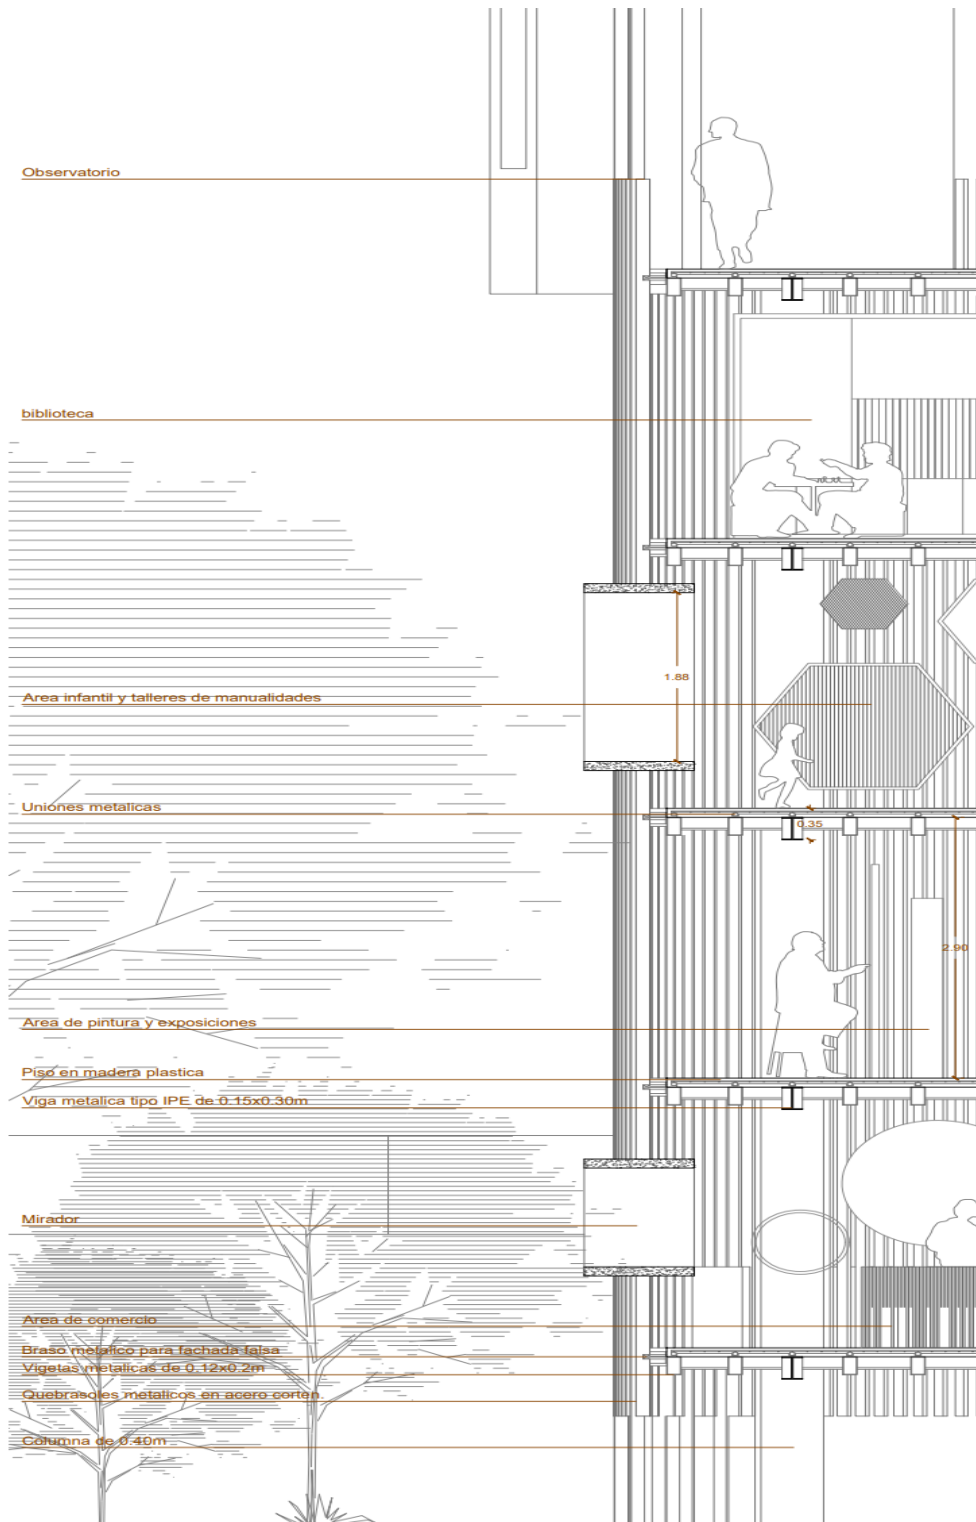 Observatorio
biblioteca
1.88
Area infantil y talleres de manualidades
Uniones metalicas
0.35
2.90
Area de pintura y exposiciones
Piso en madera plastica
Viga metalica tipo IPE de 0.15x0.30m
Mirador
Area de comercio
Braso metalico para fachada falsa
Vigetas metalicas de 0.12x0.2m
Quebrasoles metalicos en acero corten.
Columna de 0.40m